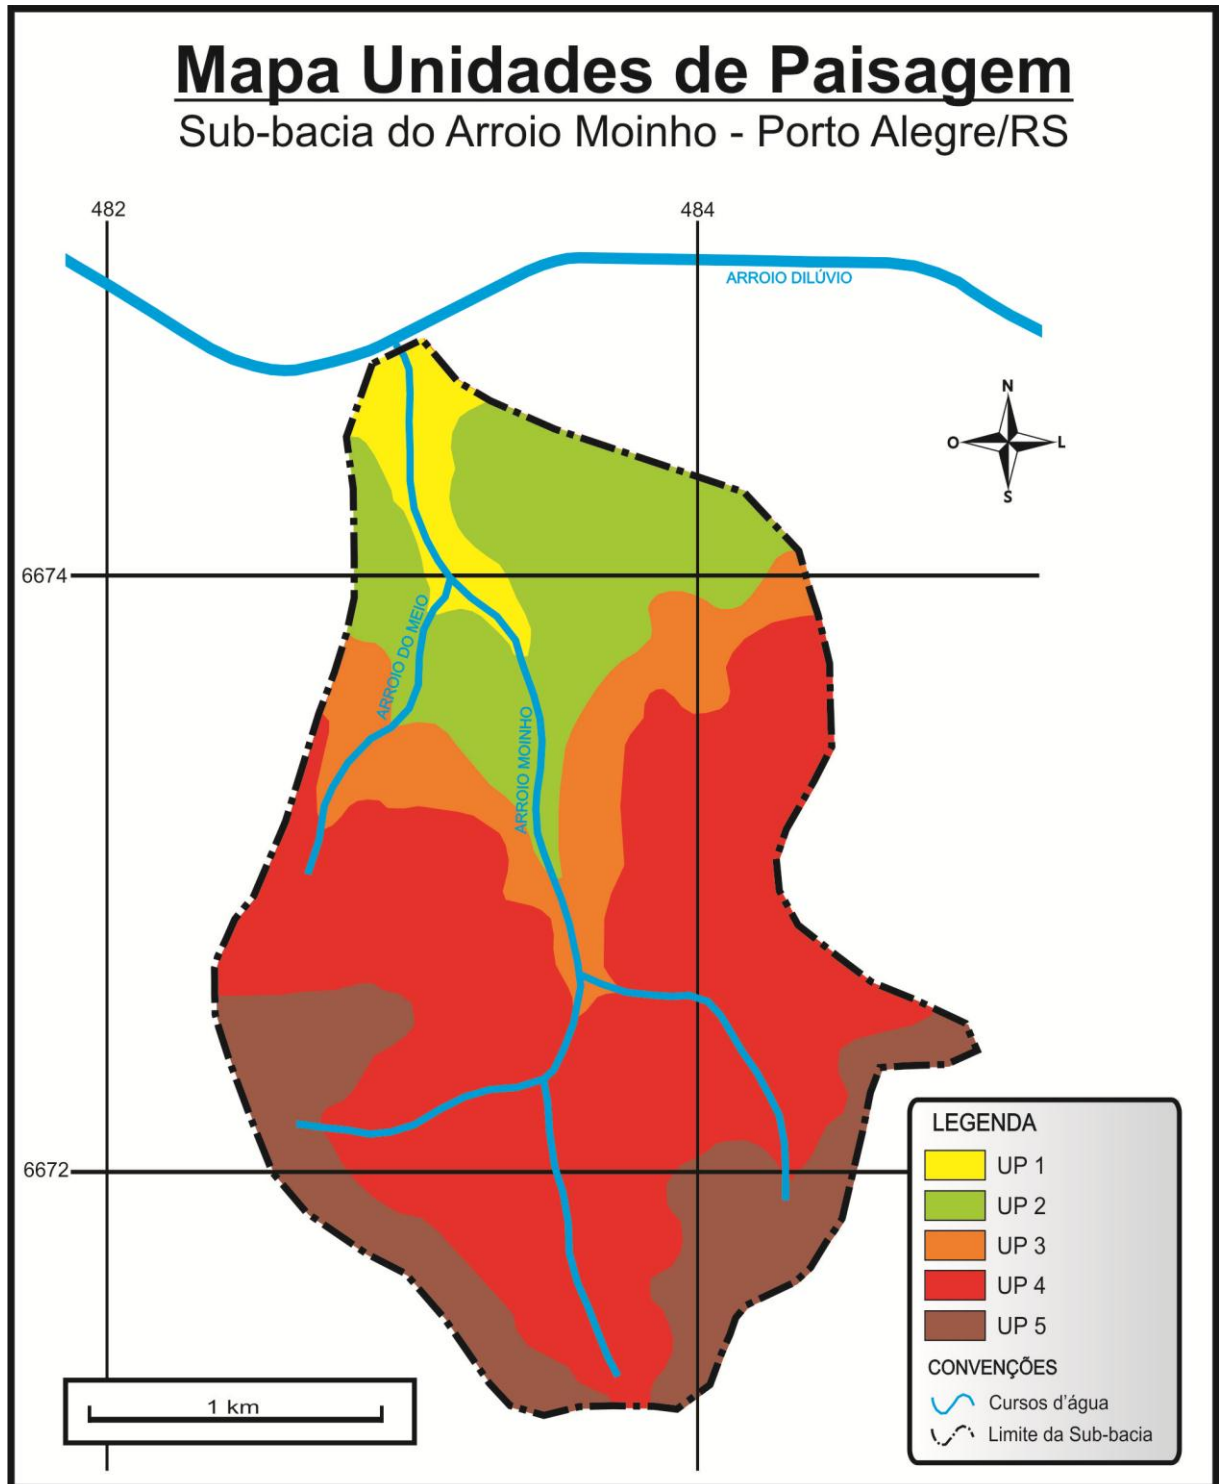 Mapa Unidades de Paisagem
Sub-bacia do Arroio Moinho - Porto Alegre/RS
482
484
ARROIO DILÚVIO
N
O
L
S
6674
ARROIO DO MEIO
ARROIO MOINHO
6672
LEGENDA
UP 1
UP 2
UP 3
UP 4
UP 5
CONVENÇÕES
Cursos d'água
Limite da Sub-bacia
1 km